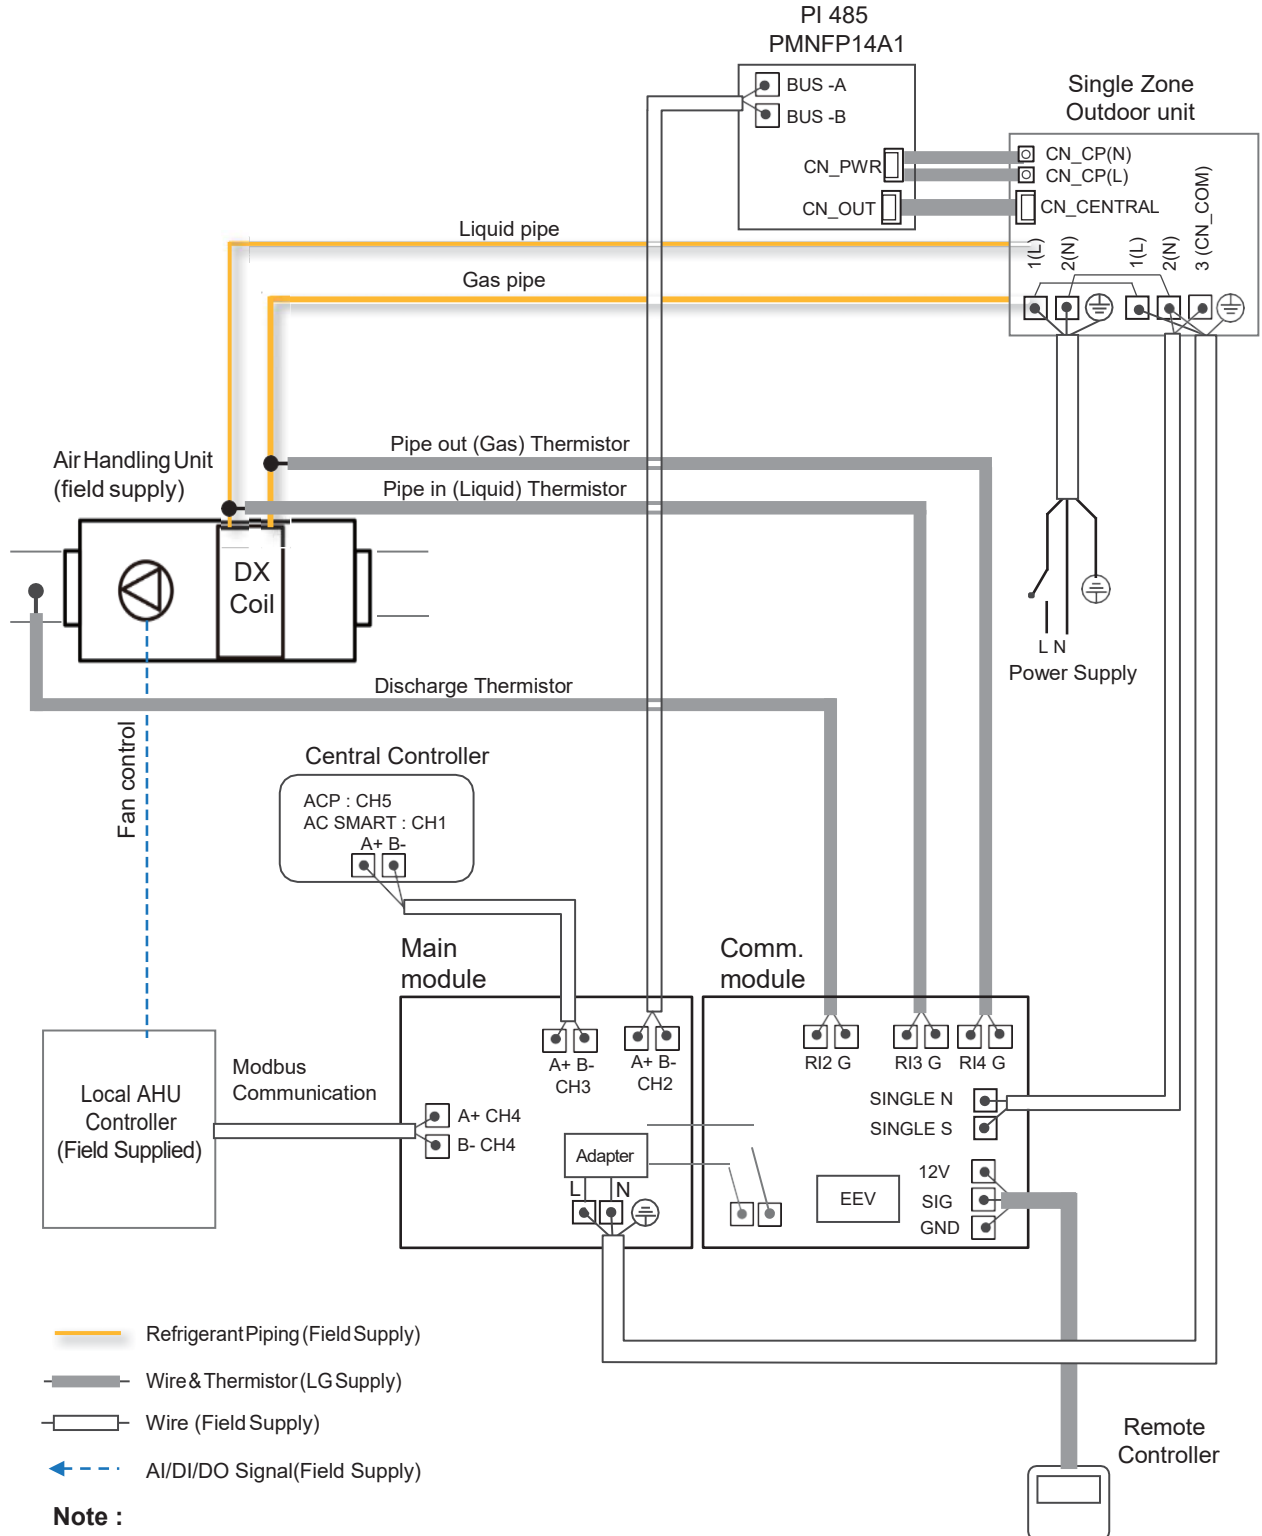 PI 485
PMNFP14A1
BUS -A
BUS -B
CN_PWR
CN_OUT
Single Zone
Outdoor unit
CN_CP(N)
CN_CP(L)
CN_CENTRAL
1(L)
2(N)
1(L)
2(N)
3 (CN_COM)
Liquid pipe
Gas pipe
Pipe out (Gas) Thermistor
Pipe in (Liquid) Thermistor
Air Handling Unit
(field supply)
DX
Coil
L N
Power Supply
Discharge Thermistor
Fan control
Central Controller
ACP : CH5
AC SMART : CH1
A+ B-
Main
module
Comm.
module
A+ B-
CH3
A+ B-
CH2
RI2 G
RI3 G
RI4 G
Local AHU
Controller
(Field Supplied)
Modbus
Communication
A+ CH4
B- CH4
Adapter
L
N
SINGLE N
SINGLE S
12V
SIG
GND
EEV
Refrigerant Piping (Field Supply)
Wire & Thermistor (LG Supply)
Wire (Field Supply)
AI/DI/DO Signal(Field Supply)
Remote
Controller
Note :